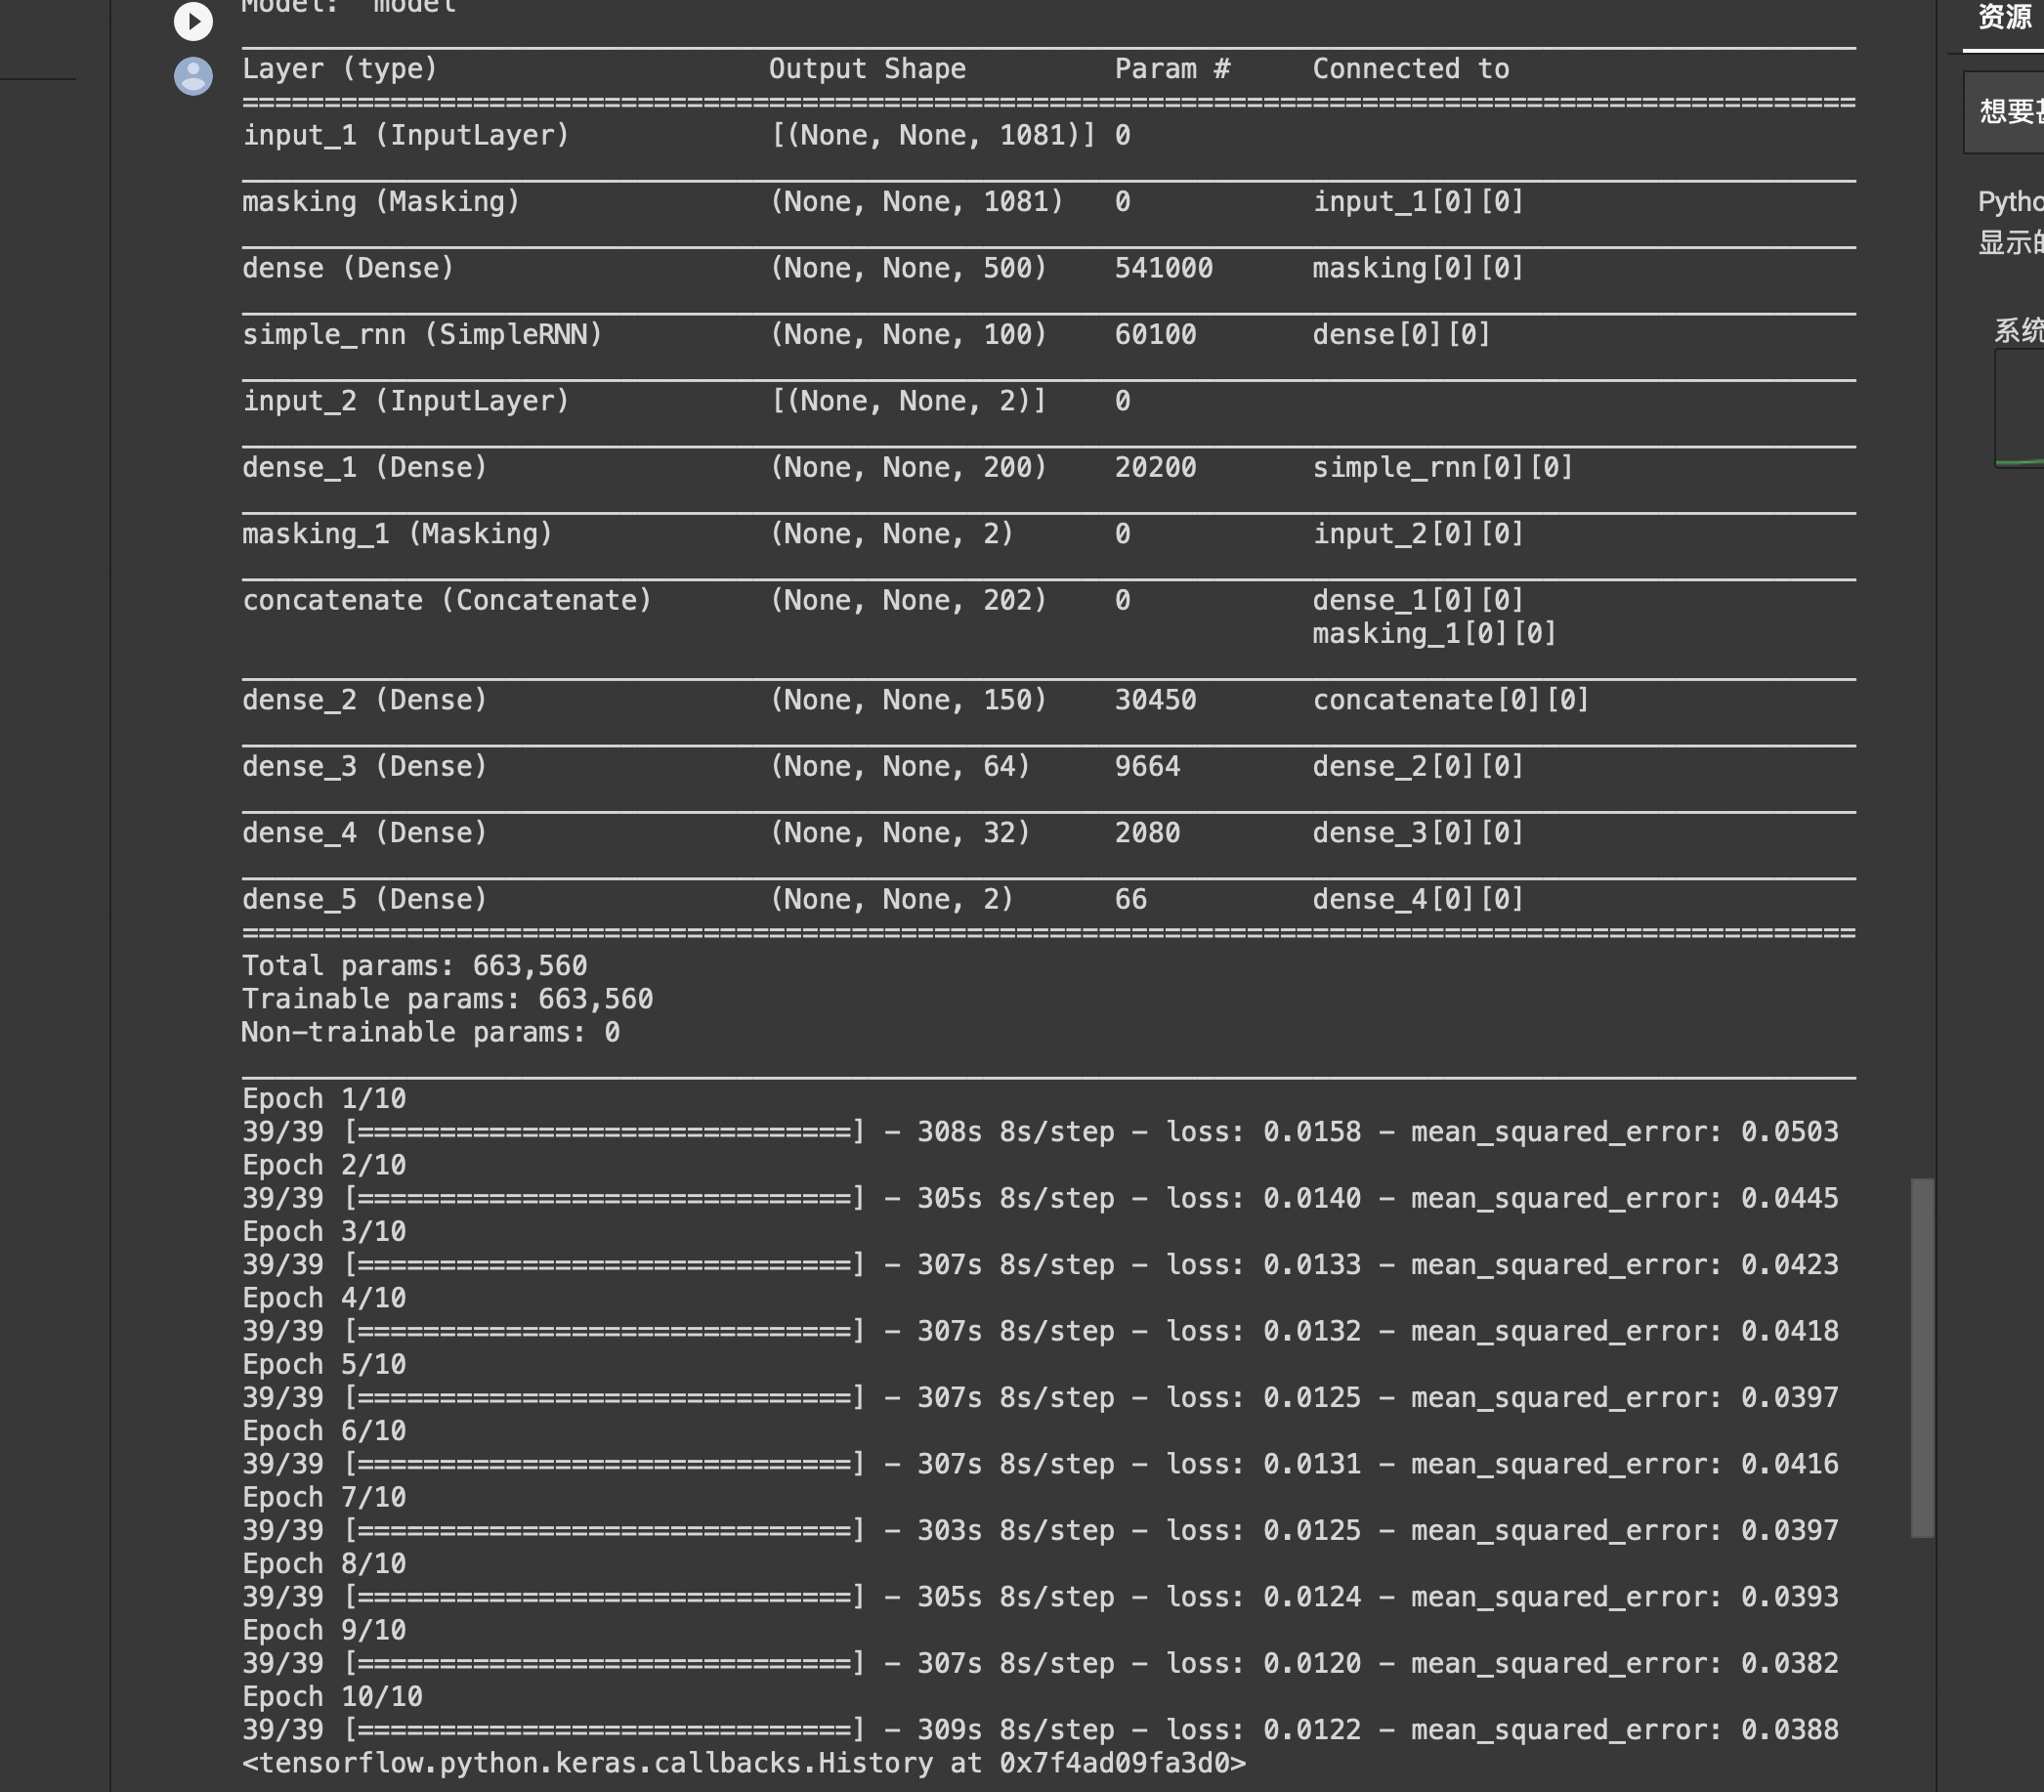 Model: "model"
Layer (type) Output Shape Param # Connected to
==================================================================================================
input_1 (InputLayer) [(None, None, 1081)] 0
masking (Masking) (None, None, 1081) 0 input_1[0][0]
dense (Dense) (None, None, 500) 541000 masking[0][0]
simple_rnn (SimpleRNN) (None, None, 100) 60100 dense[0][0]
input_2 (InputLayer) [(None, None, 2)] 0
dense_1 (Dense) (None, None, 200) 20200 simple_rnn[0][0]
masking_1 (Masking) (None, None, 2) 0 input_2[0][0]
concatenate (Concatenate) (None, None, 202) 0 dense_1[0][0]
masking_1[0][0]
dense_2 (Dense) (None, None, 150) 30450 concatenate[0][0]
dense_3 (Dense) (None, None, 64) 9664 dense_2[0][0]
dense_4 (Dense) (None, None, 32) 2080 dense_3[0][0]
dense_5 (Dense) (None, None, 2) 66 dense_4[0][0]
==================================================================================================
Total params: 663,560
Trainable params: 663,560
Non-trainable params: 0
Epoch 1/10
39/39 [==============================] - 308s 8s/step - loss: 0.0158 - mean_squared_error: 0.0503
Epoch 2/10
39/39 [==============================] - 305s 8s/step - loss: 0.0140 - mean_squared_error: 0.0445
Epoch 3/10
39/39 [==============================] - 307s 8s/step - loss: 0.0133 - mean_squared_error: 0.0423
Epoch 4/10
39/39 [==============================] - 307s 8s/step - loss: 0.0132 - mean_squared_error: 0.0418
Epoch 5/10
39/39 [==============================] - 307s 8s/step - loss: 0.0125 - mean_squared_error: 0.0397
Epoch 6/10
39/39 [==============================] - 307s 8s/step - loss: 0.0131 - mean_squared_error: 0.0416
Epoch 7/10
39/39 [==============================] - 303s 8s/step - loss: 0.0125 - mean_squared_error: 0.0397
Epoch 8/10
39/39 [==============================] - 305s 8s/step - loss: 0.0124 - mean_squared_error: 0.0393
Epoch 9/10
39/39 [==============================] - 307s 8s/step - loss: 0.0120 - mean_squared_error: 0.0382
Epoch 10/10
39/39 [==============================] - 309s 8s/step - loss: 0.0122 - mean_squared_error: 0.0388
<tensorflow.python.keras.callbacks.History at 0x7f4ad09fa3d0>
资源
想要
Pytho
显示
系统